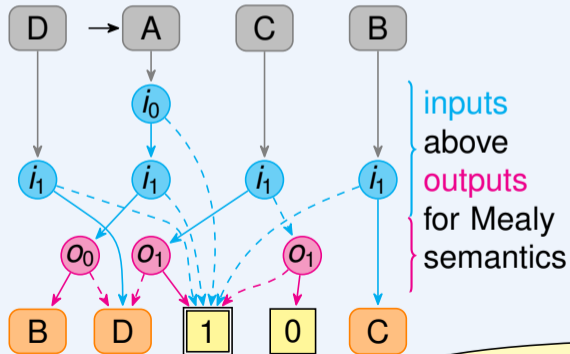 D A C B
i0
inputs
above
i1 i1 i1 i1
outputs
for Mealy
o0 o1 o1
semantics
B D 1 0 C